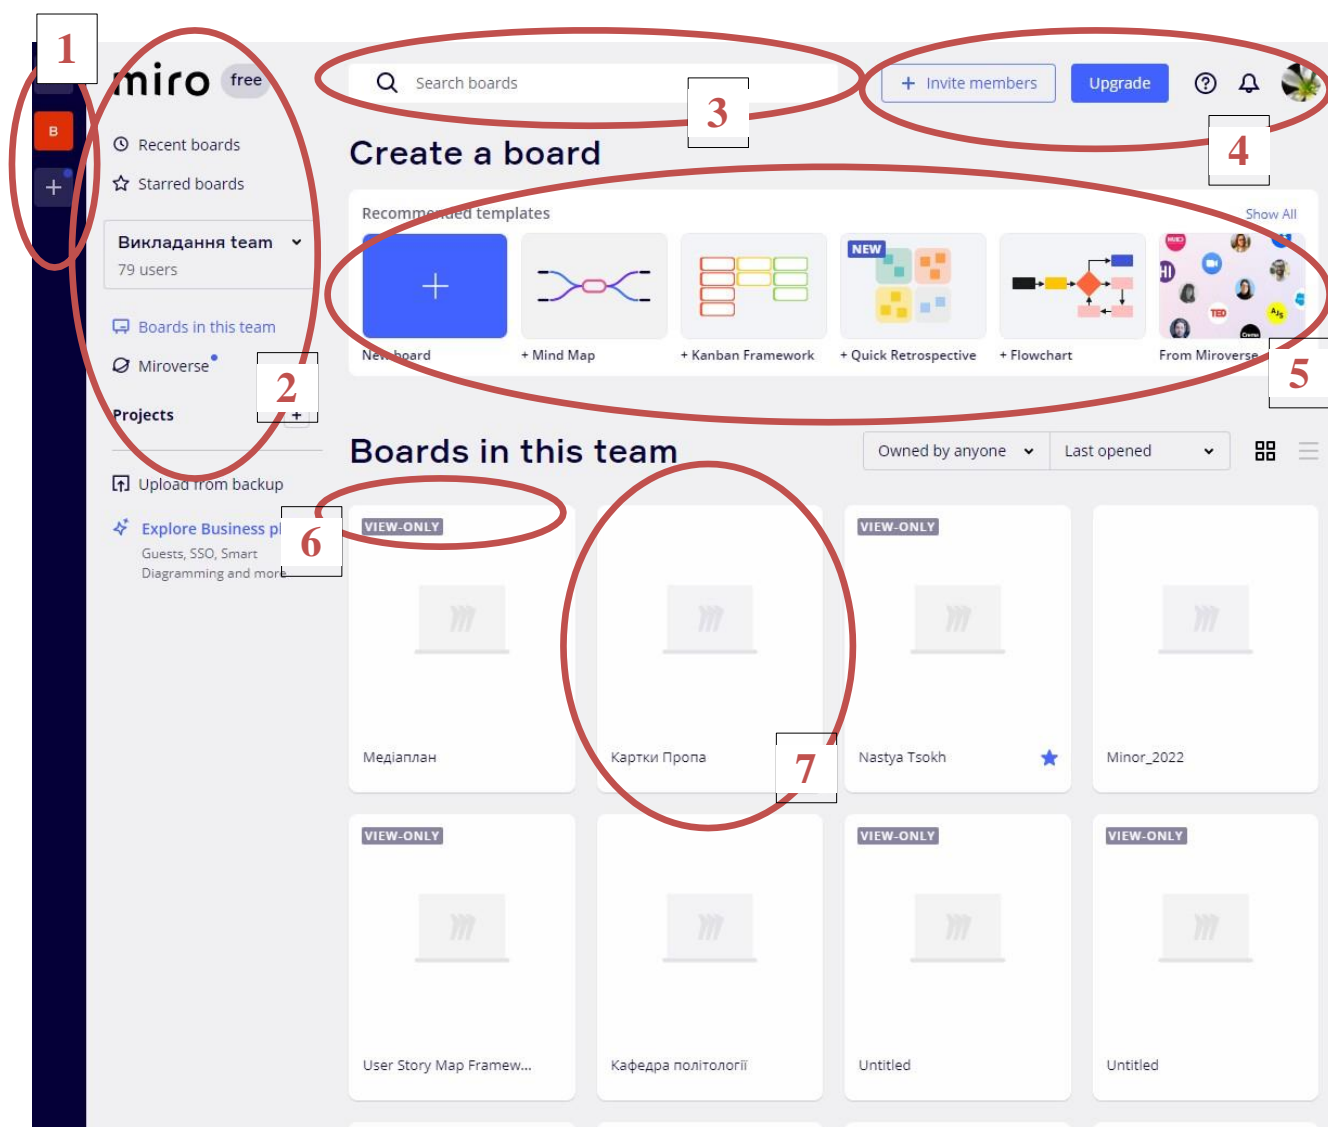 1
miro free
Search boards
3
+ Invite members
Upgrade
4
B
Recent boards
Starred boards
Викладання team
79 users
Boards in this team
Miroverse
2
Projects
Upload from backup
Explore Business pl
Guests, SSO, Smart
Diagramming and more
Create a board
Recommended templates
Show All
NEW
HI
TED
New board
+ Mind Map
+ Kanban Framework
+ Quick Retrospective
+ Flowchart
From Miroverse
5
Boards in this team
Owned by anyone
Last opened
6
VIEW-ONLY
VIEW-ONLY
Медіаплан
Картки Пропа
7
Nastya Tsokh
Minor_2022
VIEW-ONLY
VIEW-ONLY
VIEW-ONLY
User Story Map Framew...
Кафедра політології
Untitled
Untitled